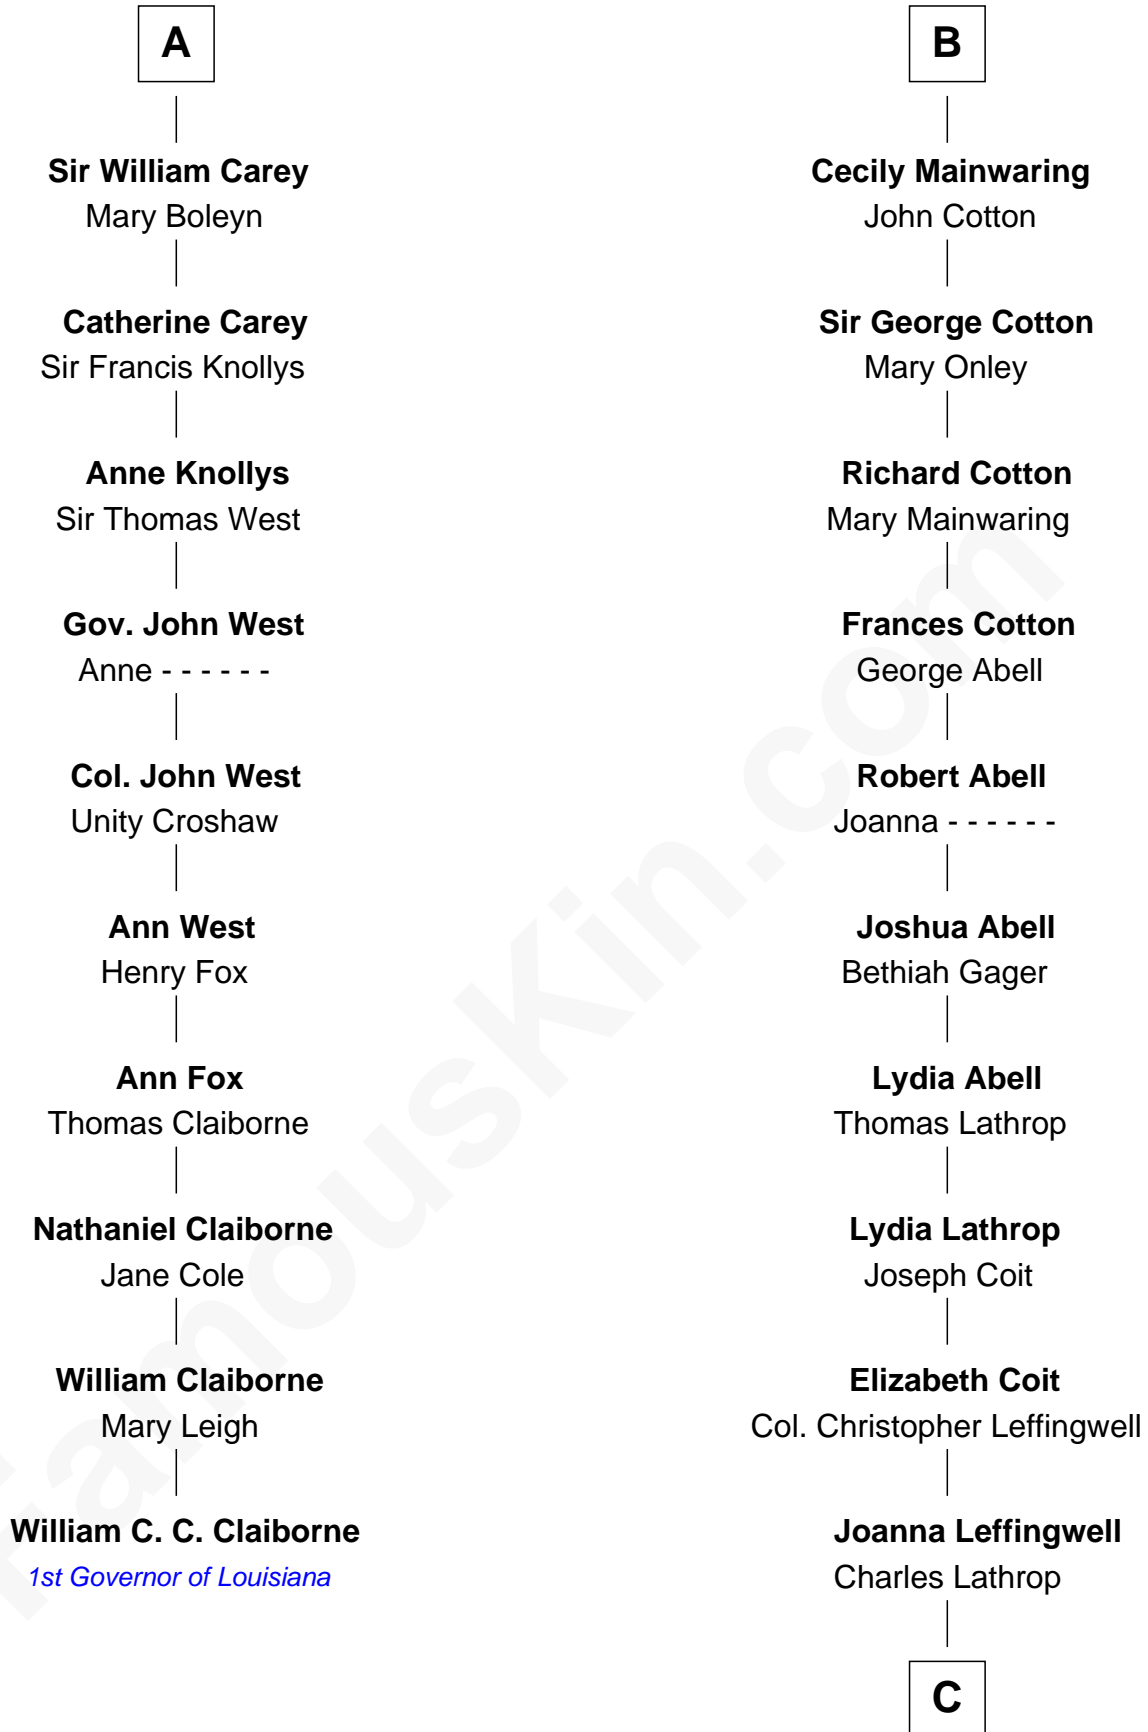 A
Sir William Carey
Mary Boleyn
Catherine Carey
Sir Francis Knollys
Anne Knollys
Sir Thomas West
Gov. John West
Anne - - - - - -
Col. John West
Unity Croshaw
Ann West
Henry Fox
Ann Fox
Thomas Claiborne
Nathaniel Claiborne
Jane Cole
William Claiborne
Mary Leigh
William C. C. Claiborne
1st Governor of Louisiana
B
Cecily Mainwaring
John Cotton
Sir George Cotton
Mary Onley
Richard Cotton
Mary Mainwaring
Frances Cotton
George Abell
Robert Abell
Joanna - - - - - -
Joshua Abell
Bethiah Gager
Lydia Abell
Thomas Lathrop
Lydia Lathrop
Joseph Coit
Elizabeth Coit
Col. Christopher Leffingwell
Joanna Leffingwell
Charles Lathrop
C
FamousKin.com